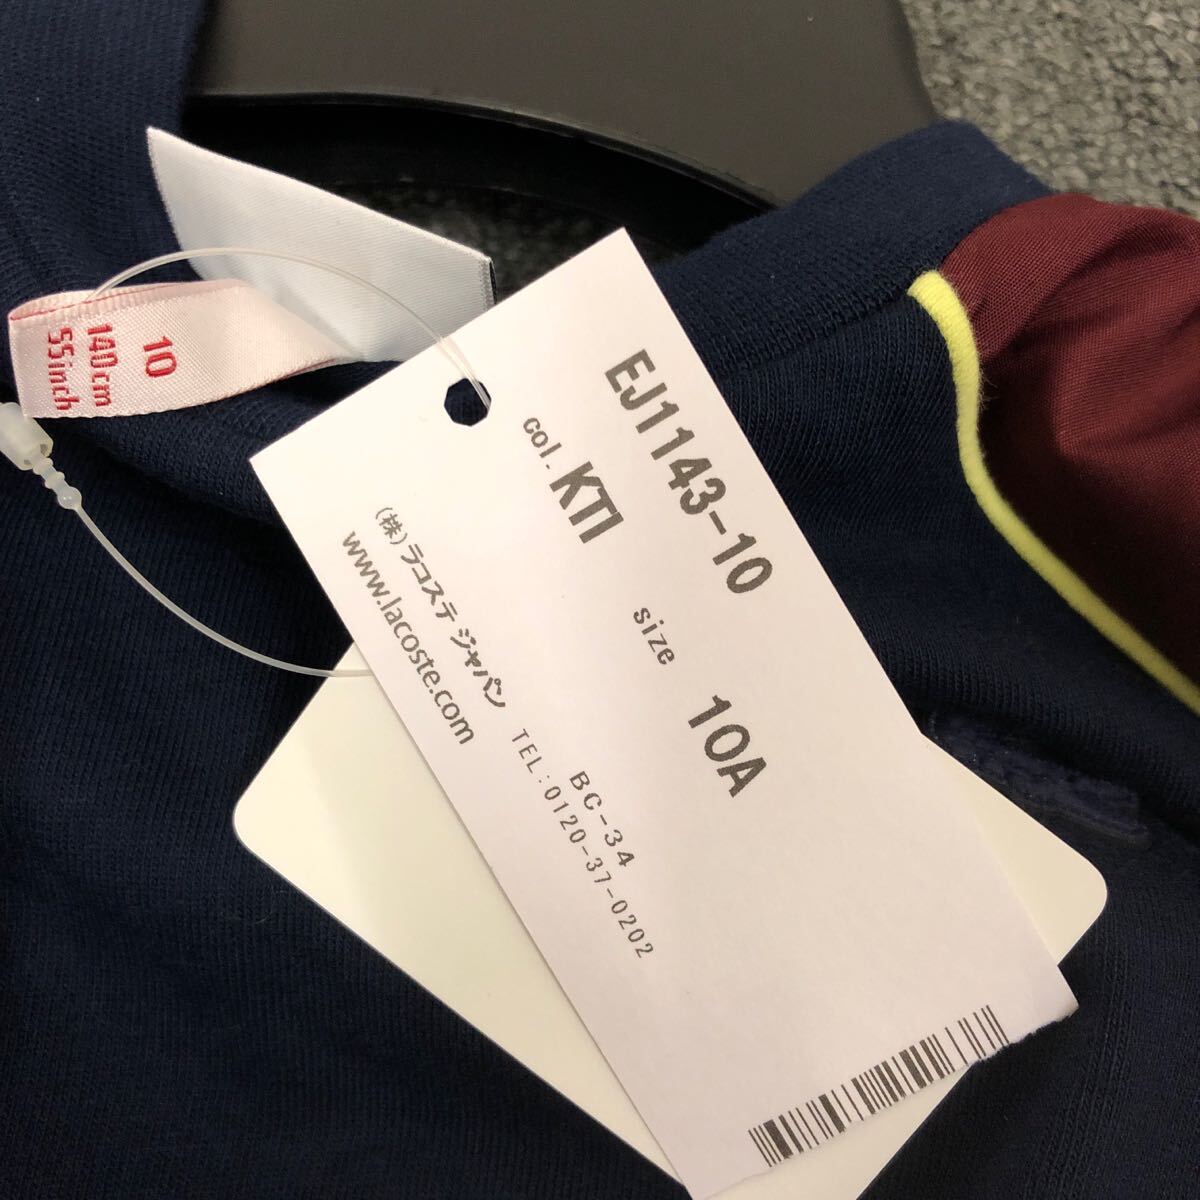 10
140cm
55inch
EJ1143-10
col. KTI
size 10A
(株)ラコステ ジャパン
www.lacoste.com
BC-34
TEL:0120-37-0202